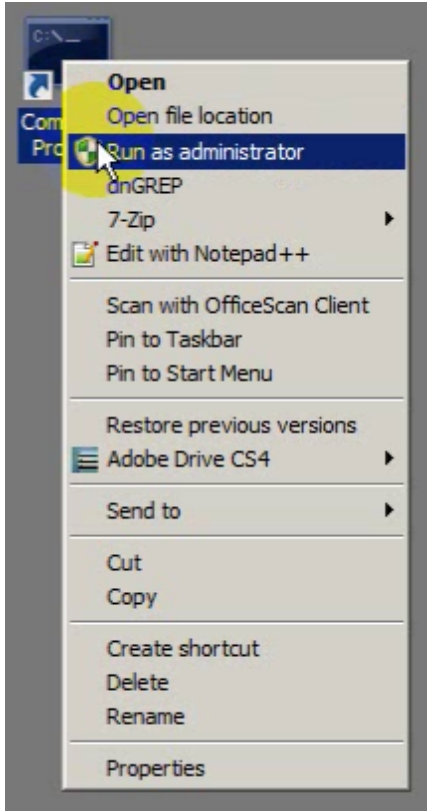 C:\
Com
Pro
Open
Open file location
Run as administrator
dnGREP
7-Zip
Edit with Notepad++
Scan with OfficeScan Client
Pin to Taskbar
Pin to Start Menu
Restore previous versions
Adobe Drive CS4
Send to
Cut
Copy
Create shortcut
Delete
Rename
Properties